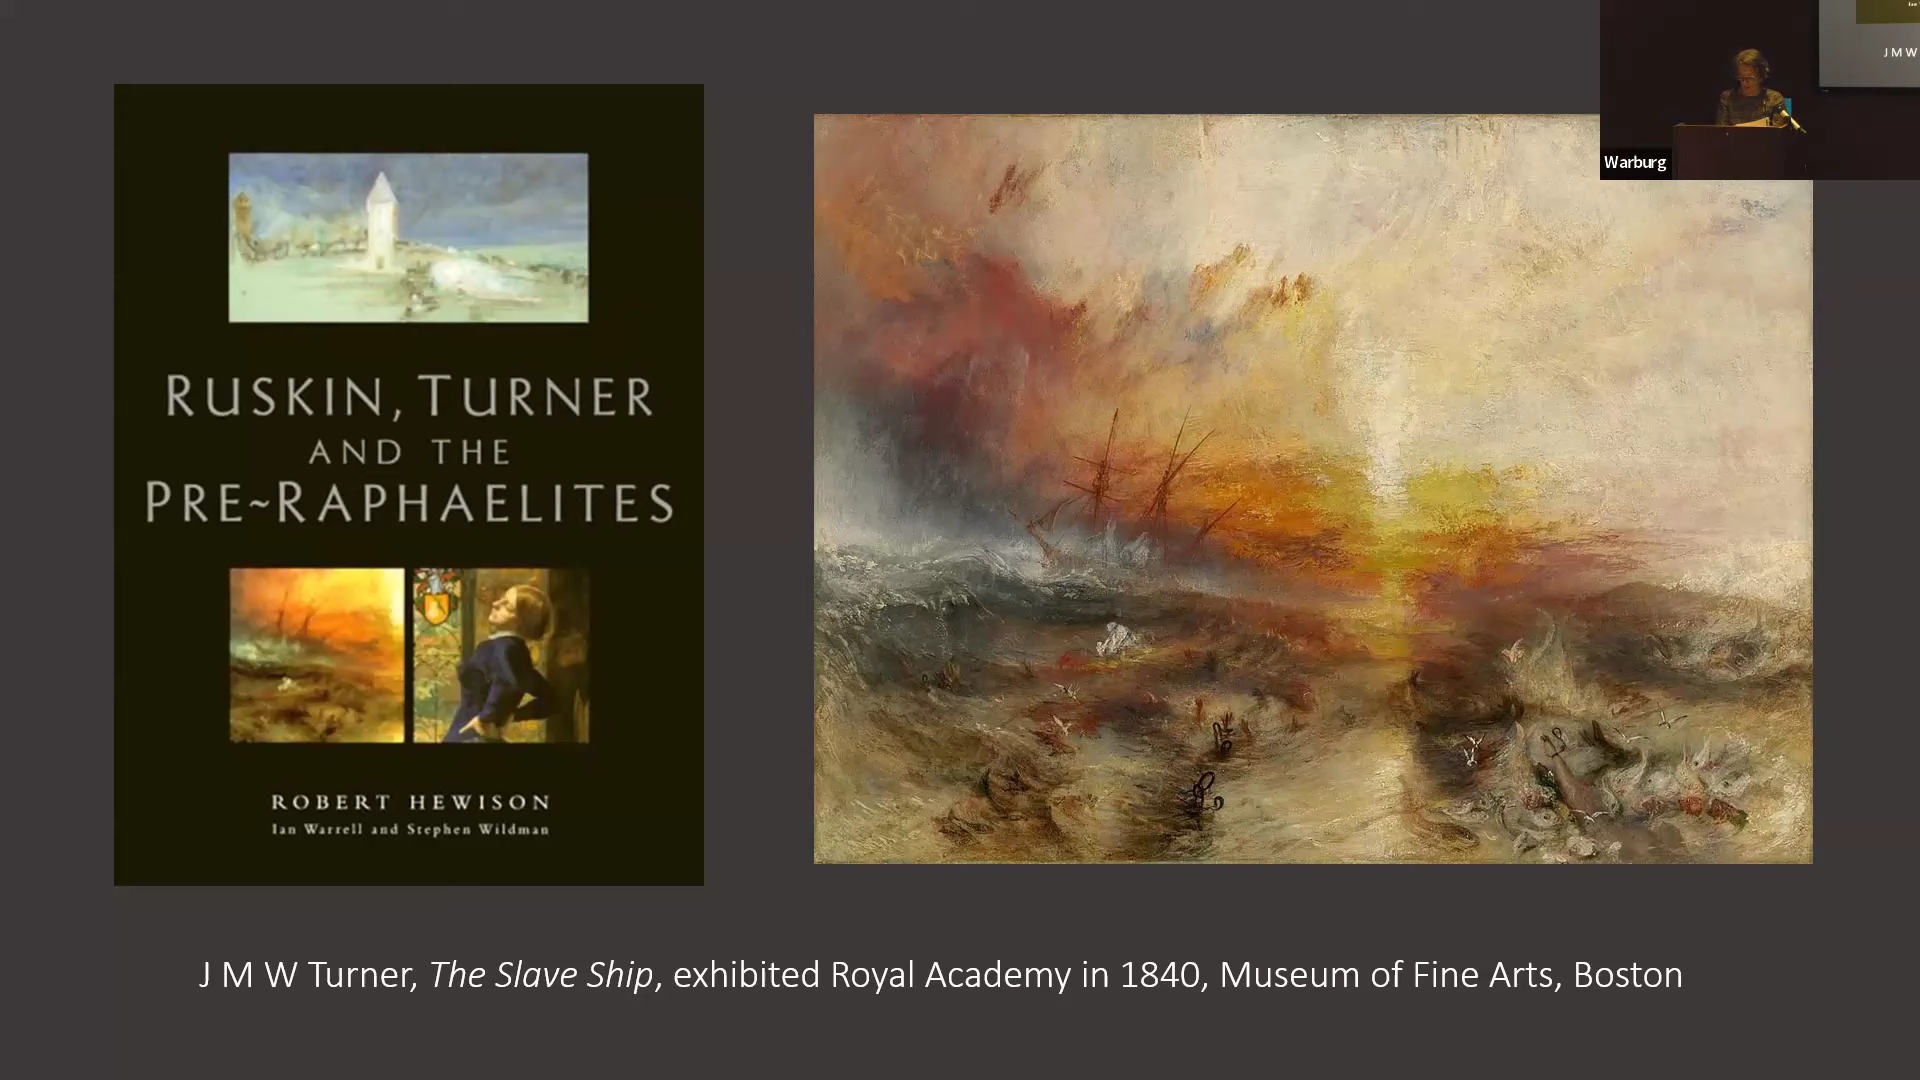 RUSKIN, TURNER
AND THE
PRE~RAPHAELITES
ROBERT HEWISON
Ian Warrell and Stephen Wildman
J M W Turner, The Slave Ship, exhibited Royal Academy in 1840, Museum of Fine Arts, Boston
J M W
Warburg